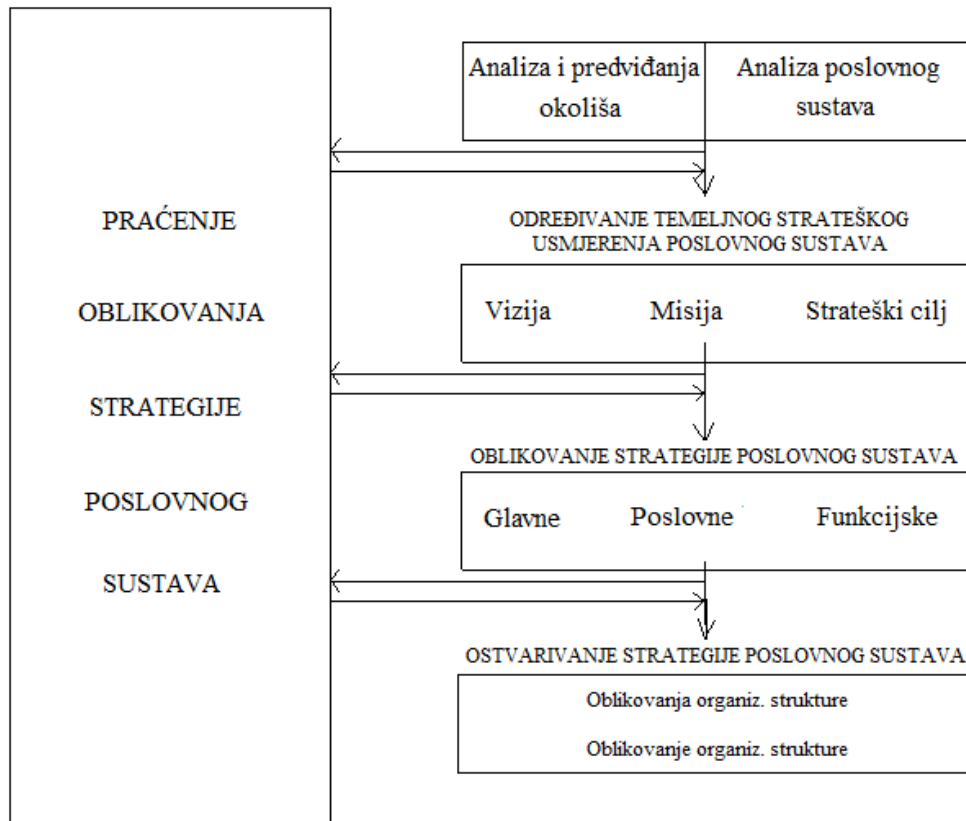 PRAĆENJE
OBLIKOVANJA
STRATEGIJE
POSLOVNOG
SUSTAVA
Analiza i predviđanja
okoliša
Analiza poslovnog
sustava
ODREĐIVANJE TEMELJNOG STRATEŠKOG
USMJERENJA POSLOVNOG SUSTAVA
Vizija Misija Strateški cilj
OBLIKOVANJE STRATEGIJE POSLOVNOG SUSTAVA
Glavne Poslovne Funkcijske
OSTVARIVANJE STRATEGIJE POSLOVNOG SUSTAVA
Oblikovanja organiz. strukture
Oblikovanje organiz. strukture